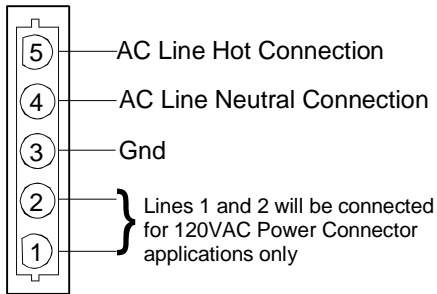 5 AC Line Hot Connection
4 AC Line Neutral Connection
3 Gnd
2
1
Lines 1 and 2 will be connected
for 120VAC Power Connector
applications only